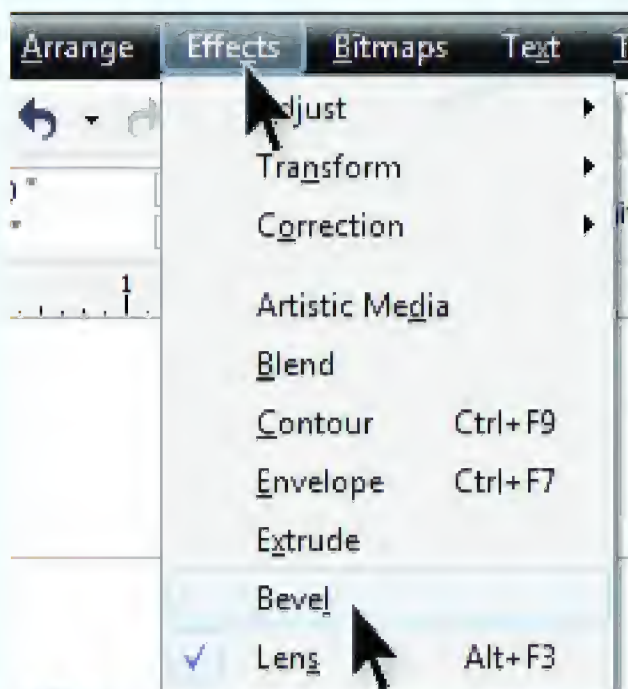 Arrange Effects Bitmaps Text
Adjust
Transform
Correction
1
Artistic Media
Blend
Contour Ctrl+F9
Envelope Ctrl+F7
Extrude
Bevel
Lens Alt+F3